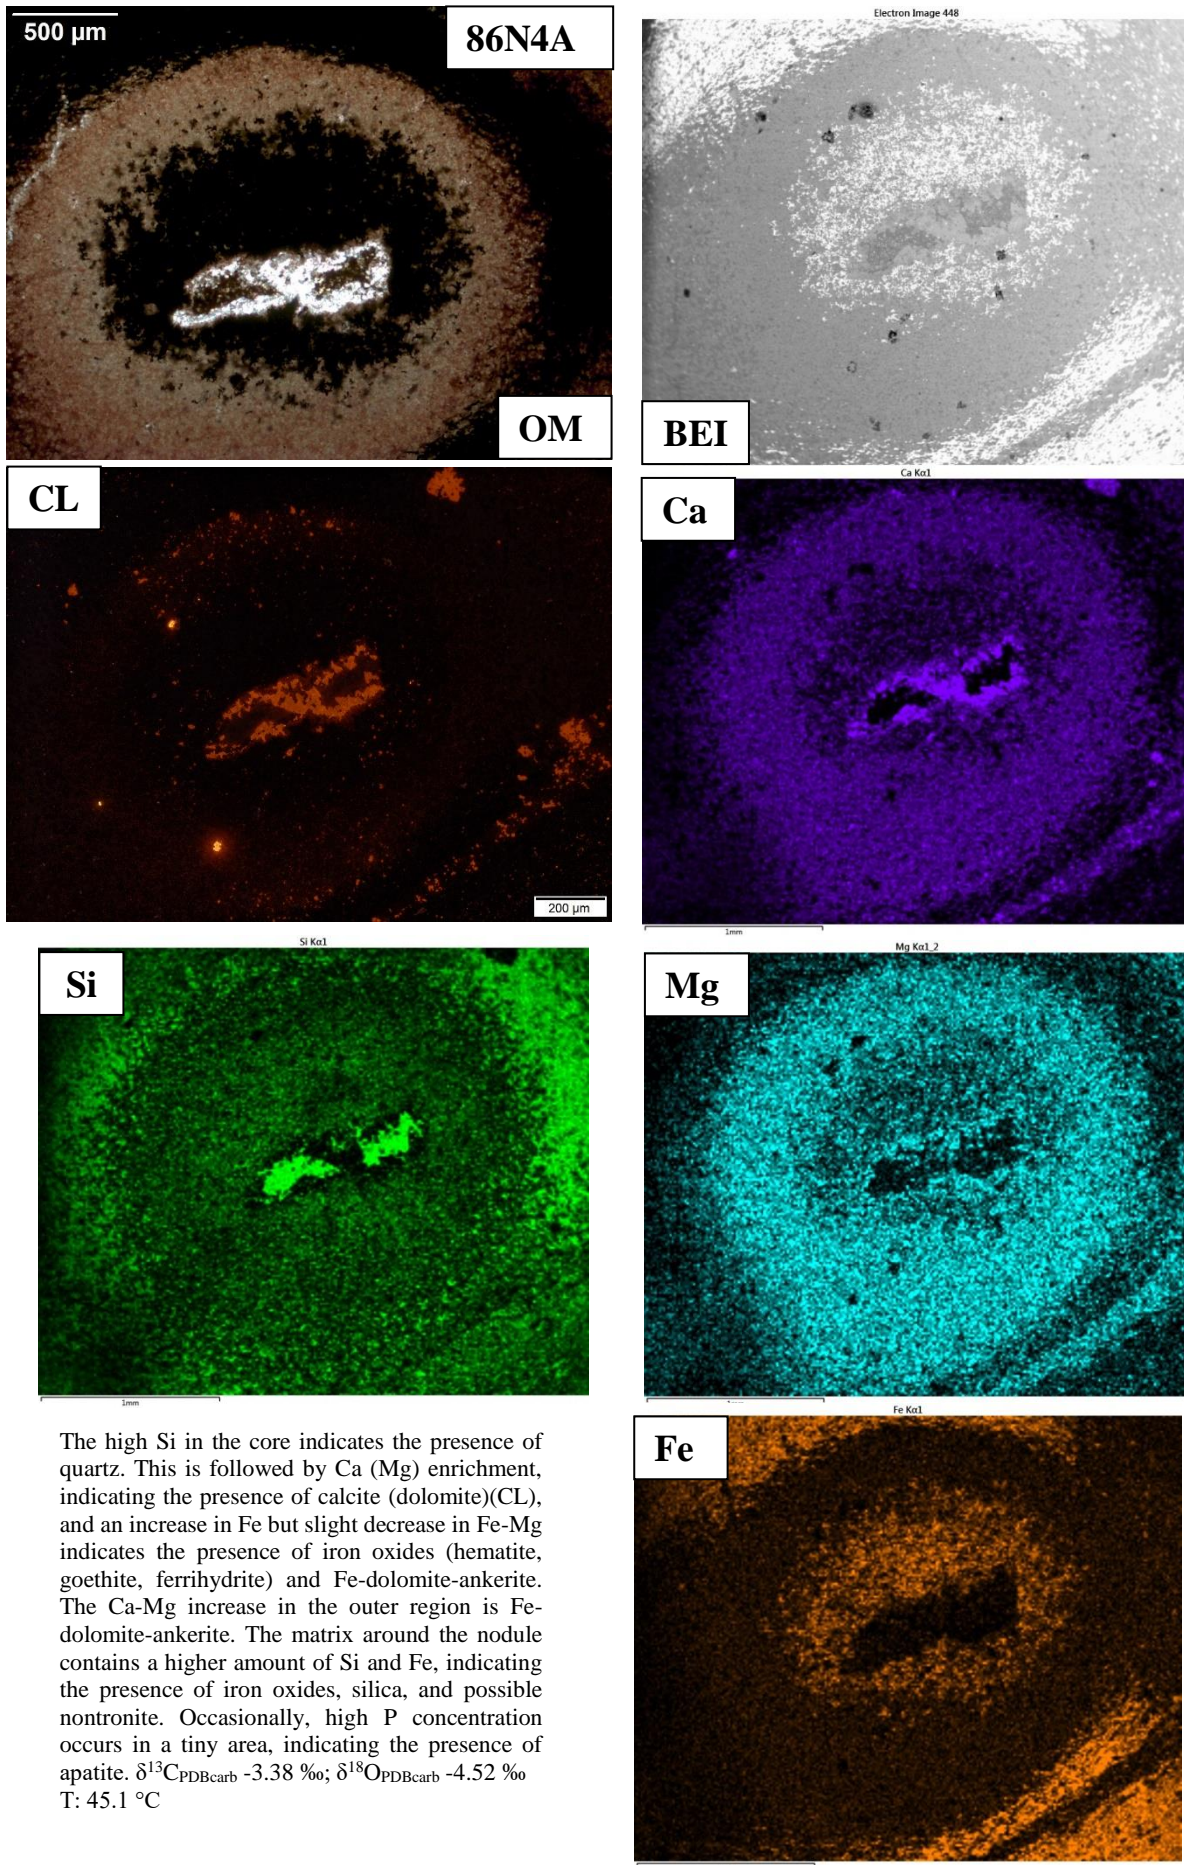 500 µm
86N4A
OM
Electron Image 448
BEI
CL
200 µm
Ca Kα1
Ca
1mm
Si Kα1
Si
1mm
Mg Kα1_2
Mg
1mm
The high Si in the core indicates the presence of
quartz. This is followed by Ca (Mg) enrichment,
indicating the presence of calcite (dolomite)(CL),
and an increase in Fe but slight decrease in Fe-Mg
indicates the presence of iron oxides (hematite,
goethite, ferrihydrite) and Fe-dolomite-ankerite.
The Ca-Mg increase in the outer region is Fe-
dolomite-ankerite. The matrix around the nodule
contains a higher amount of Si and Fe, indicating
the presence of iron oxides, silica, and possible
nontronite. Occasionally, high P concentration
occurs in a tiny area, indicating the presence of
apatite. δ¹³CPDBcarb -3.38 ‰; δ¹⁸OPDBcarb -4.52 ‰
T: 45.1 °C
Fe Kα1
Fe